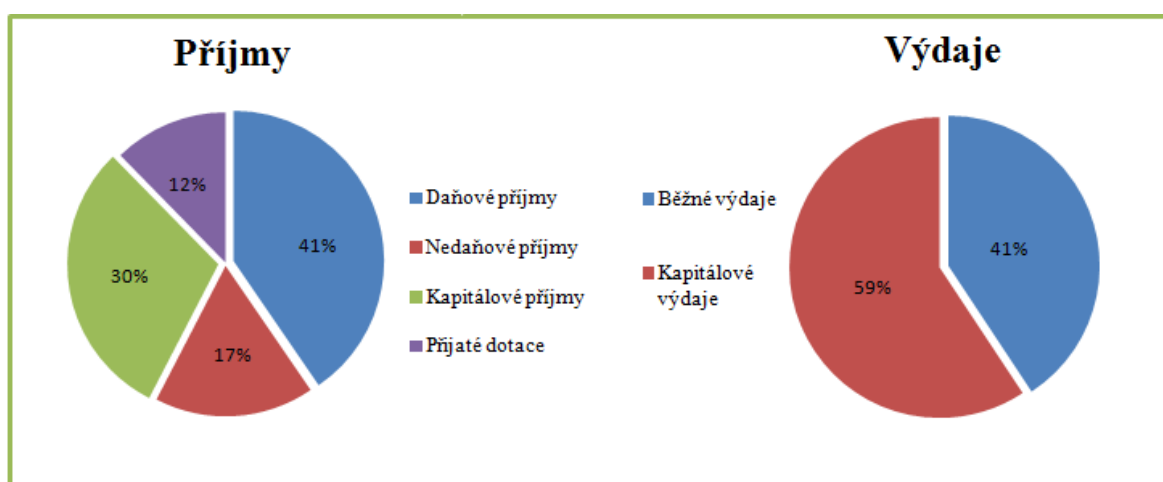 Příjmy
12%
41%
30%
17%
Daňové příjmy
Nedaňové příjmy
Kapitálové příjmy
Přijaté dotace
Výdaje
Běžné výdaje
Kapitálové
výdaje
41%
59%